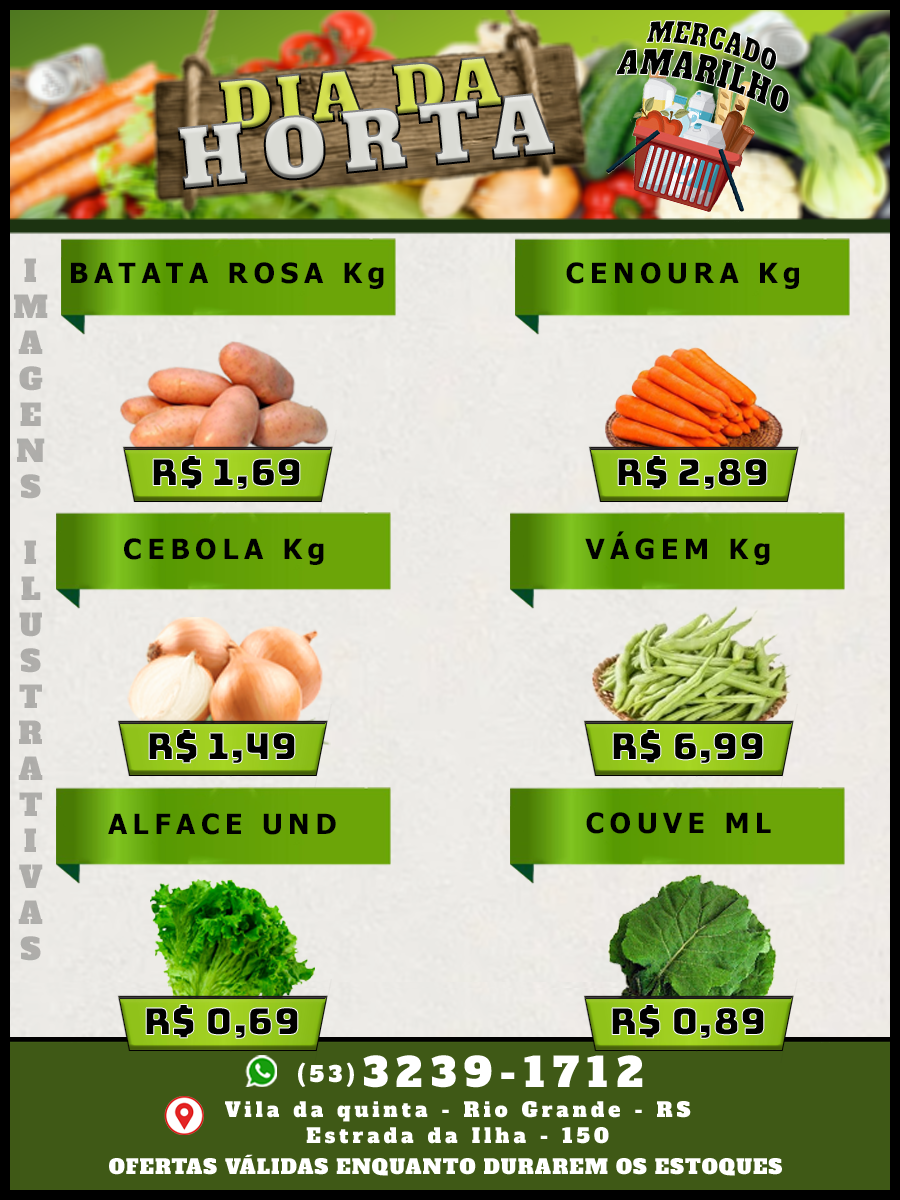 DIA DA
HORTA
MERCADO
AMARILHO
IMAGENS ILUSTRATIVAS
BATATA ROSA Kg
R$ 1,69
CENOURA Kg
R$ 2,89
CEBOLA Kg
R$ 1,49
VÁGEM Kg
R$ 6,99
ALFACE UND
R$ 0,69
COUVE ML
R$ 0,89
(53) 3239-1712
Vila da quinta - Rio Grande - RS
Estrada da Ilha - 150
OFERTAS VÁLIDAS ENQUANTO DURAREM OS ESTOQUES